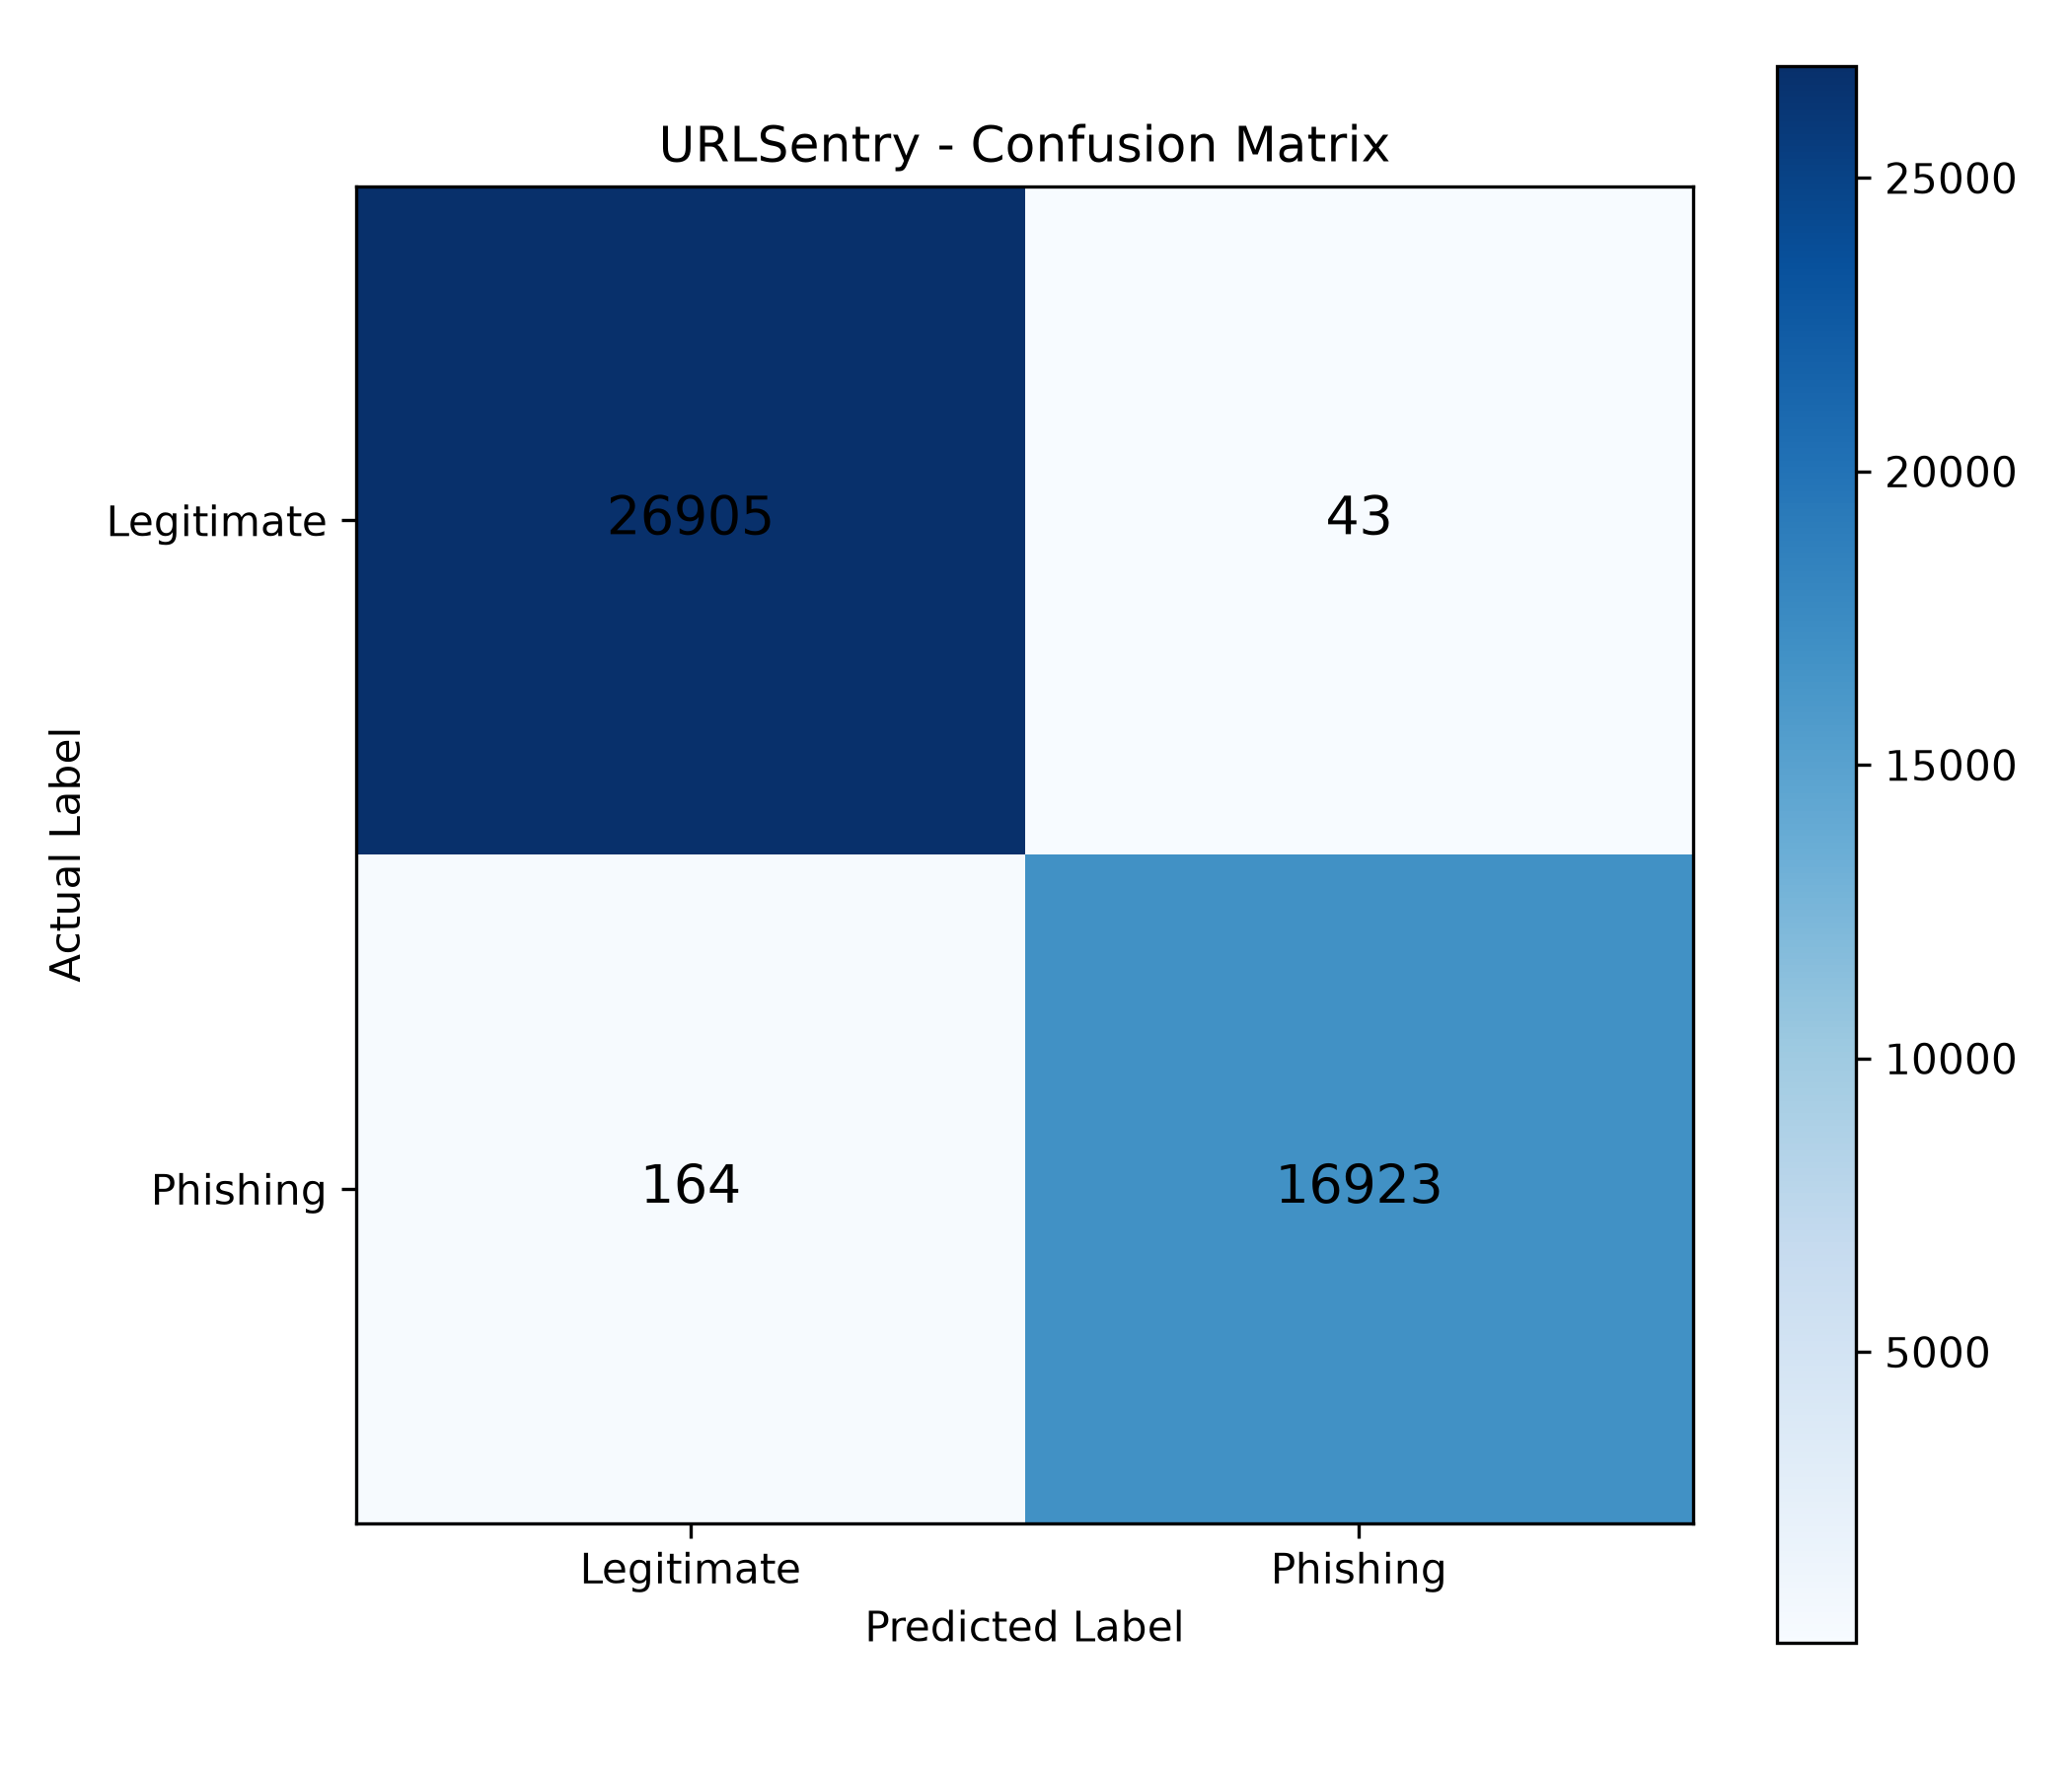 URLSentry - Confusion Matrix
25000
20000
15000
10000
5000
Actual Label
Legitimate
26905
43
Phishing
164
16923
Legitimate
Phishing
Predicted Label